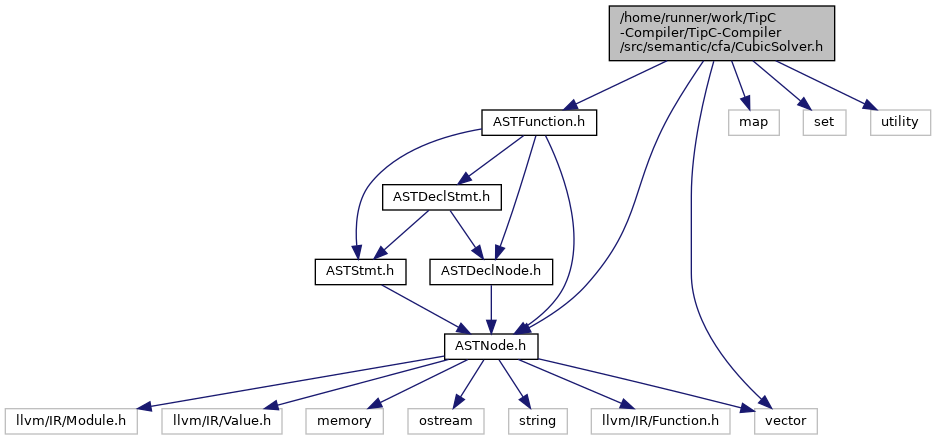 /home/runner/work/TipC
-Compiler/TipC-Compiler
/src/semantic/cfa/CubicSolver.h
ASTFunction.h
map
set
utility
ASTDeclStmt.h
ASTStmt.h
ASTDeclNode.h
ASTNode.h
llvm/IR/Module.h
llvm/IR/Value.h
memory
ostream
string
llvm/IR/Function.h
vector